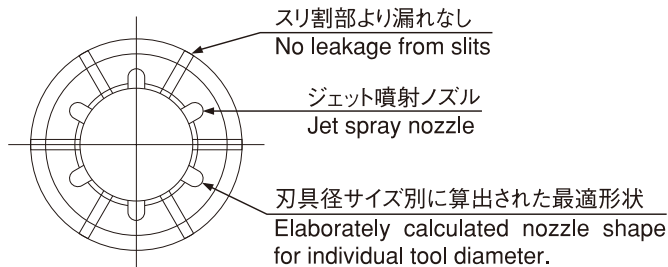 スリ割部より漏れなし
No leakage from slits
ジェット噴射ノズル
Jet spray nozzle
刃具径サイズ別に算出された最適形状
Elaborately calculated nozzle shape
for individual tool diameter.